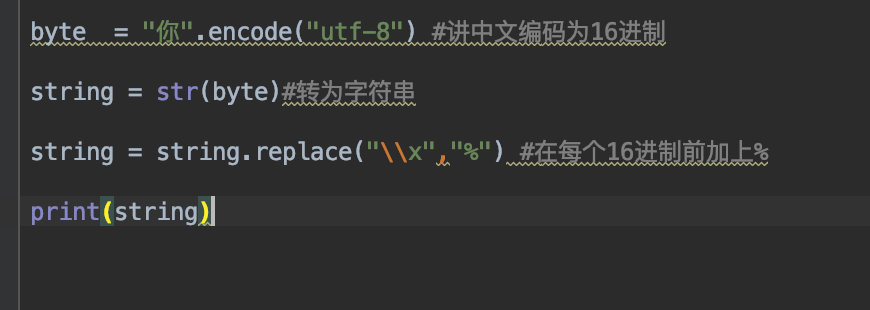 byte  = "你".encode("utf-8") #讲中文编码为16进制
string = str(byte)#转为字符串
string = string.replace("\\x","%") #在每个16进制前加上%
print(string)